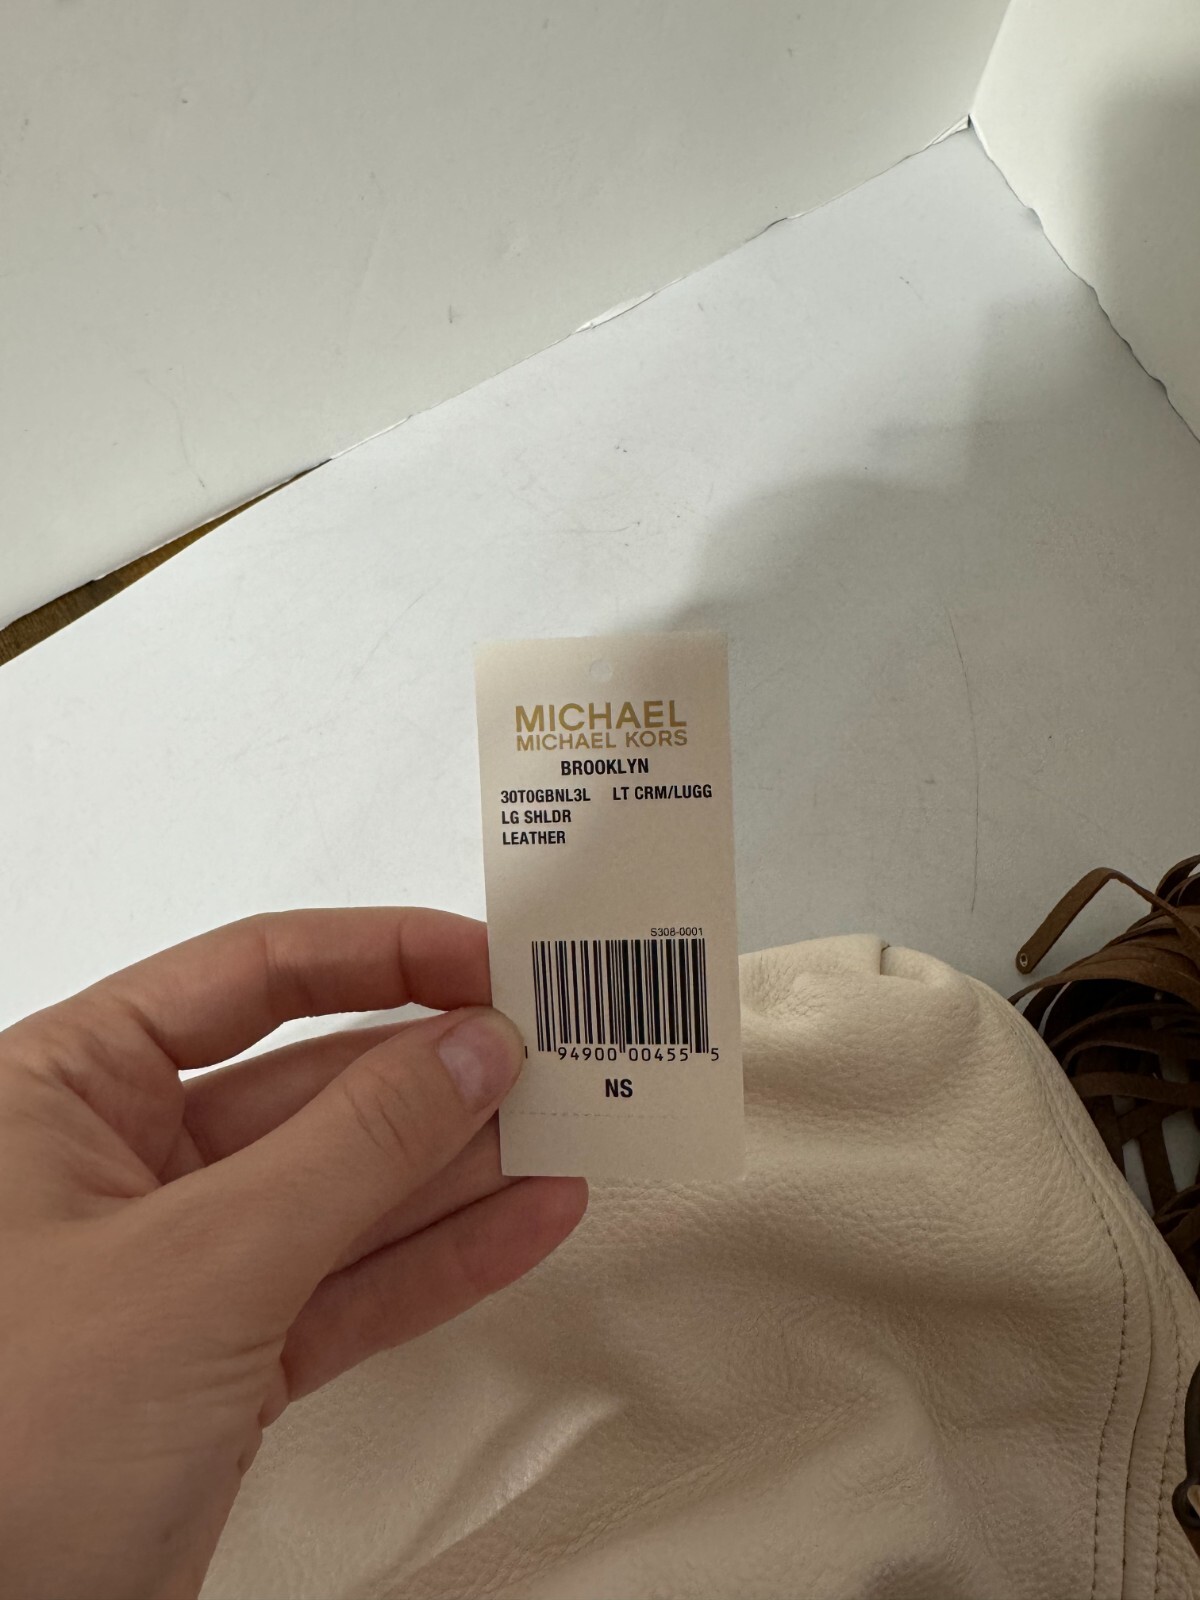 MICHAEL
MICHAEL KORS
BROOKLYN
30T0GBNL3L LT CRM/LUGG
LG SHLDR
LEATHER
S308-0001
1 94900 00455 5
NS